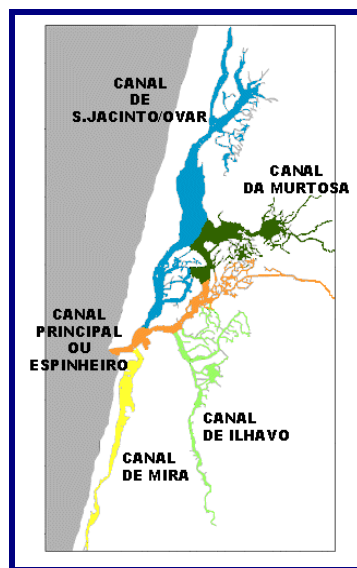 CANAL
DE
S.JACINTO/OVAR
CANAL
DA MURTOSA
CANAL
PRINCIPAL
OU
ESPINHEIRO
CANAL
DE ILHAVO
CANAL
DE MIRA